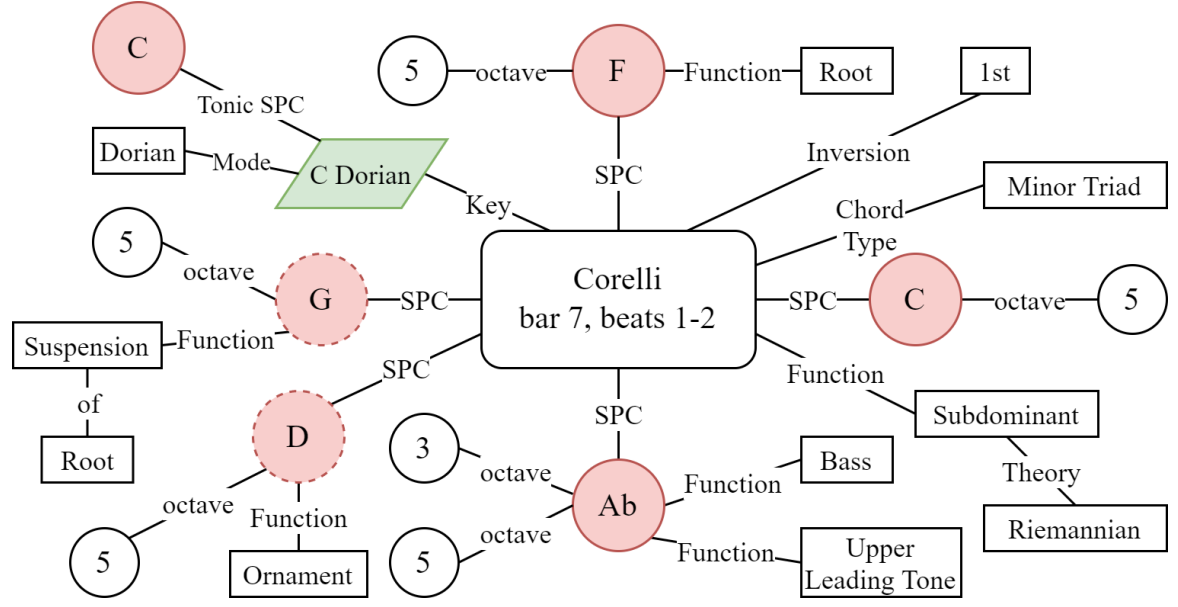 C
5
octave
F
Function
Root
1st
Tonic SPC
Dorian
Mode
C Dorian
Key
SPC
Inversion
Minor Triad
Chord
Type
5
octave
G
SPC
Corelli
bar 7, beats 1-2
SPC
C
octave
5
Suspension
Function
of
Root
SPC
D
octave
5
Function
Ornament
SPC
3
octave
5
octave
Ab
Function
Bass
Function
Upper
Leading Tone
Function
Subdominant
Theory
Riemannian